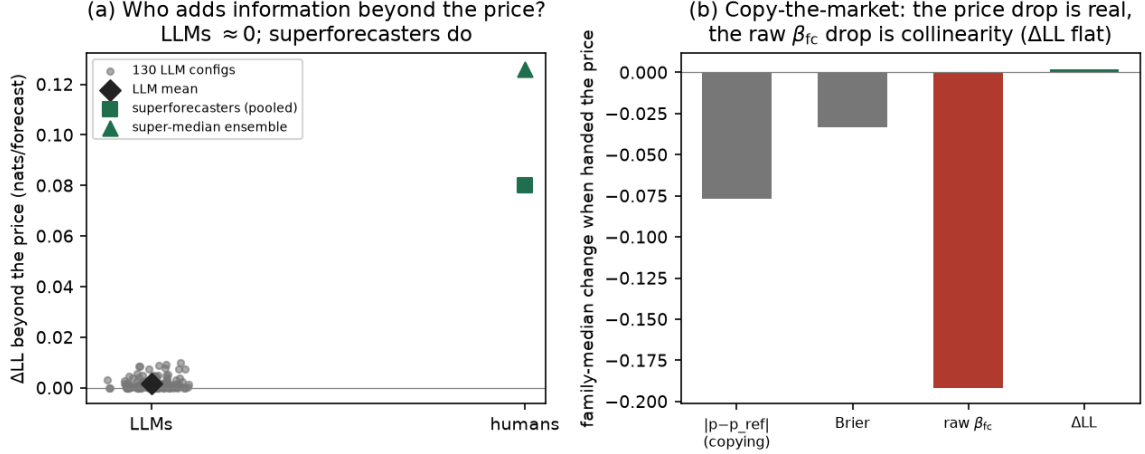 (a) Who adds information beyond the price?
LLMs ≈0; superforecasters do
ΔLL beyond the price (nats/forecast)
0.12
0.10
0.08
0.06
0.04
0.02
0.00
130 LLM configs
LLM mean
superforecasters (pooled)
super-median ensemble
LLMs
humans
(b) Copy-the-market: the price drop is real,
the raw βfc drop is collinearity (ΔLL flat)
family-median change when handed the price
0.000
−0.025
−0.050
−0.075
−0.100
−0.125
−0.150
−0.175
−0.200
|p−p_ref|
(copying)
Brier
raw βfc
ΔLL